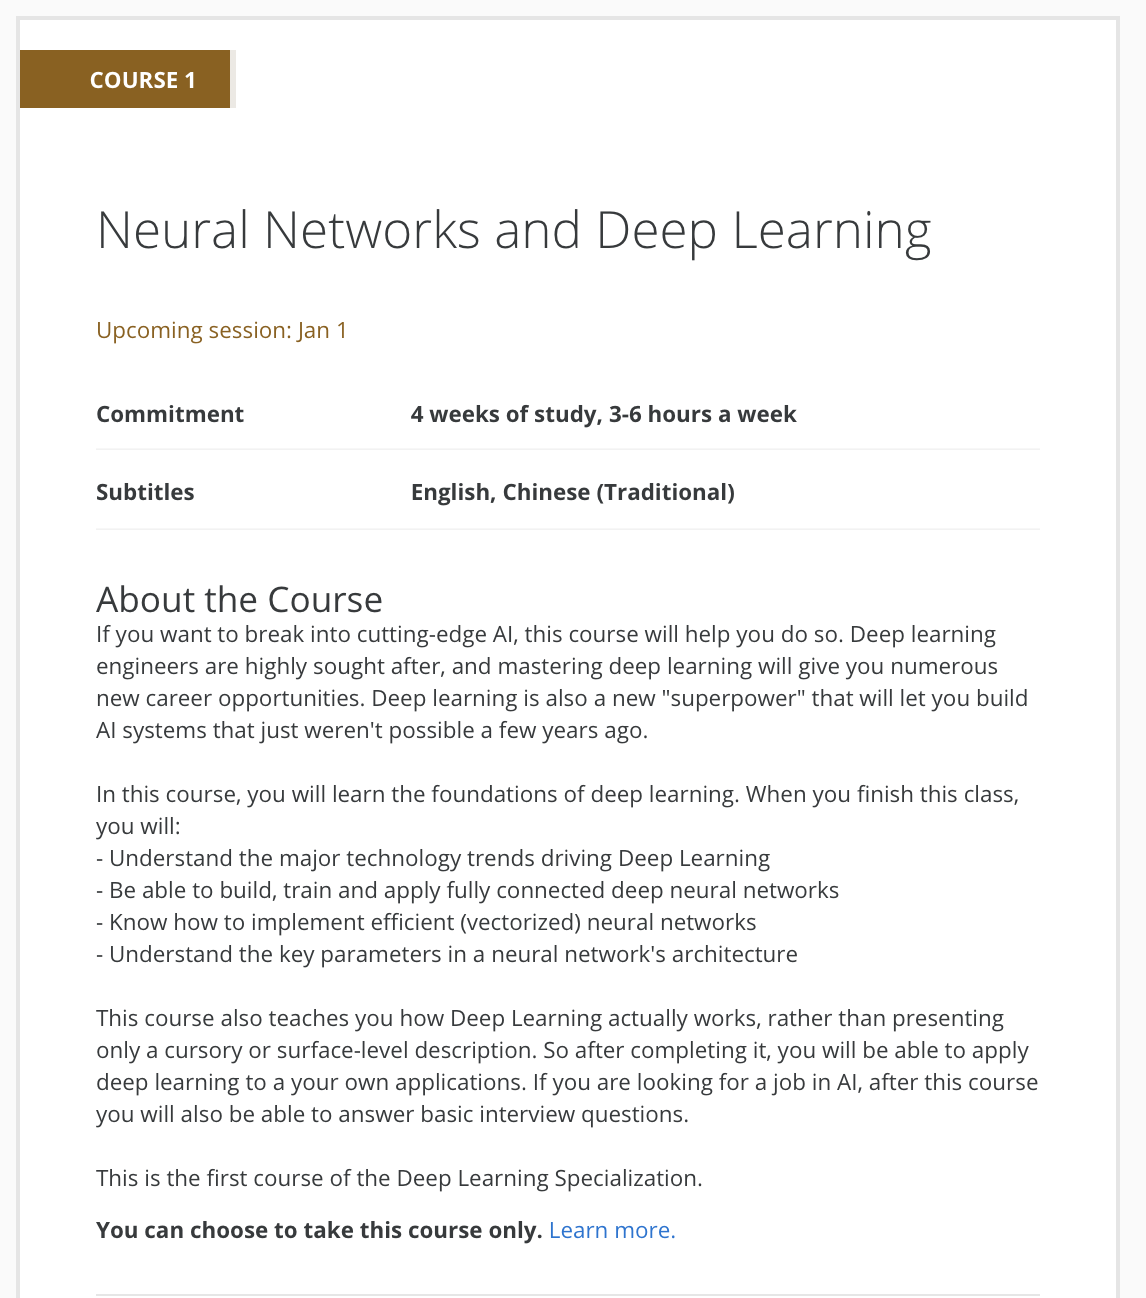 COURSE 1
Neural Networks and Deep Learning
Upcoming session: Jan 1
Commitment 4 weeks of study, 3-6 hours a week
Subtitles English, Chinese (Traditional)
About the Course
If you want to break into cutting-edge AI, this course will help you do so. Deep learning
engineers are highly sought after, and mastering deep learning will give you numerous
new career opportunities. Deep learning is also a new "superpower" that will let you build
AI systems that just weren't possible a few years ago.
In this course, you will learn the foundations of deep learning. When you finish this class,
you will:
- Understand the major technology trends driving Deep Learning
- Be able to build, train and apply fully connected deep neural networks
- Know how to implement efficient (vectorized) neural networks
- Understand the key parameters in a neural network's architecture
This course also teaches you how Deep Learning actually works, rather than presenting
only a cursory or surface-level description. So after completing it, you will be able to apply
deep learning to a your own applications. If you are looking for a job in AI, after this course
you will also be able to answer basic interview questions.
This is the first course of the Deep Learning Specialization.
You can choose to take this course only. Learn more.